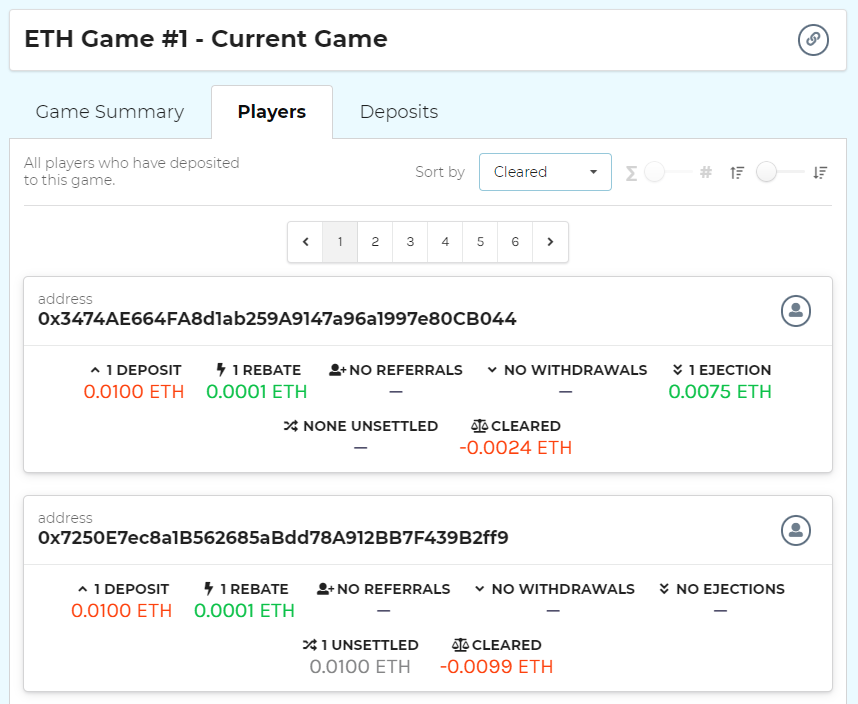 ETH Game #1 - Current Game
Game Summary Players Deposits
All players who have deposited
to this game.
Sort by Cleared Σ #
1 2 3 4 5 6
address
0x3474AE664FA8d1ab259A9147a96a1997e80CB044
1 DEPOSIT 1 REBATE NO REFERRALS NO WITHDRAWALS 1 EJECTION
0.0100 ETH 0.0001 ETH — — 0.0075 ETH
NONE UNSETTLED CLEARED
— -0.0024 ETH
address
0x7250E7ec8a1B562685aBdd78A912BB7F439B2ff9
1 DEPOSIT 1 REBATE NO REFERRALS NO WITHDRAWALS NO EJECTIONS
0.0100 ETH 0.0001 ETH — — —
1 UNSETTLED CLEARED
0.0100 ETH -0.0099 ETH